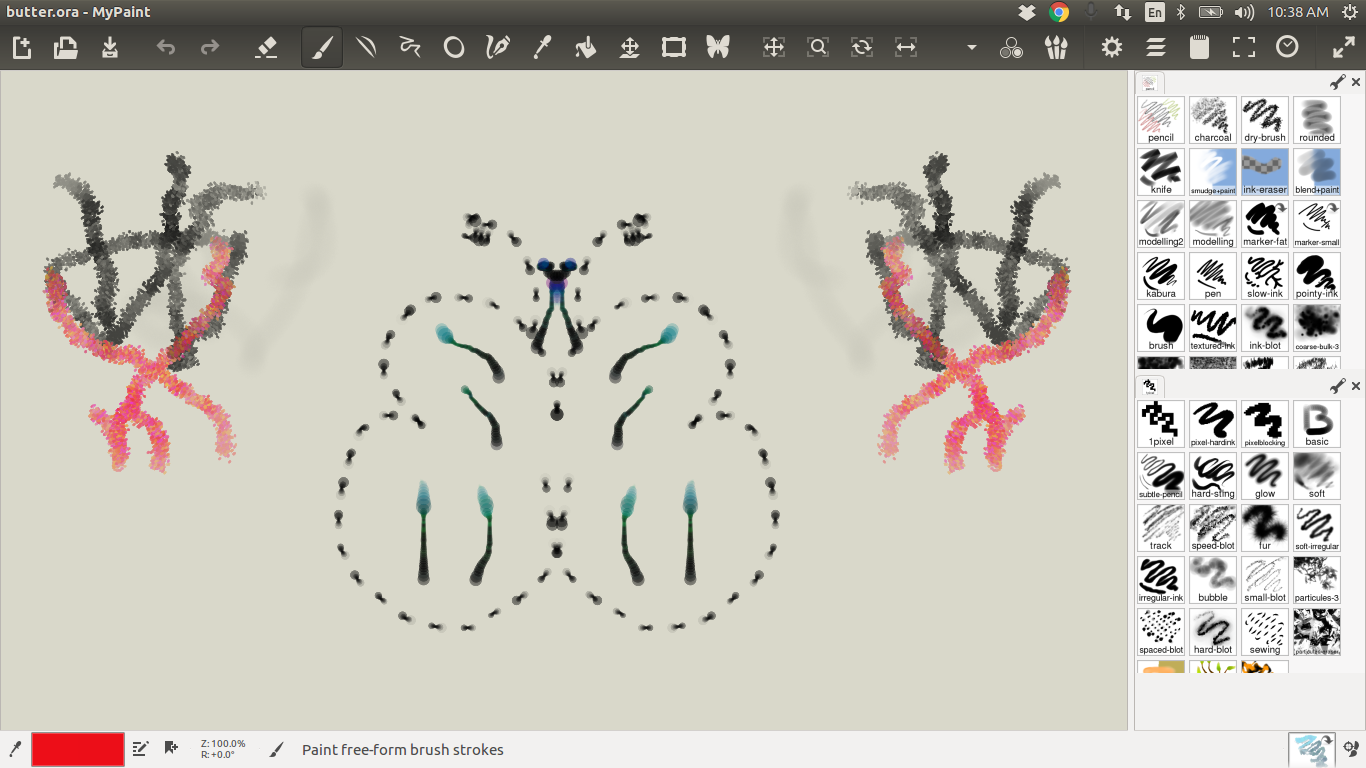 butter.ora - MyPaint
En
10:38 AM
pencil
charcoal
dry-brush
rounded
knife
smudge+paint
ink-eraser
blend+paint
modelling2
modelling
marker-fat
marker-small
kabura
pen
slow-ink
pointy-ink
brush
textured-ink
ink-blot
coarse-bulk-3
1pixel
pixel-hardink
pixelblocking
basic
B
subtle-pencil
hard-sting
glow
soft
track
speed-blot
fur
soft-irregular
irregular-ink
bubble
small-blot
particules-3
spaced-blot
hard-blot
sewing
Z: 100.0%
R: +0.0°
Paint free-form brush strokes